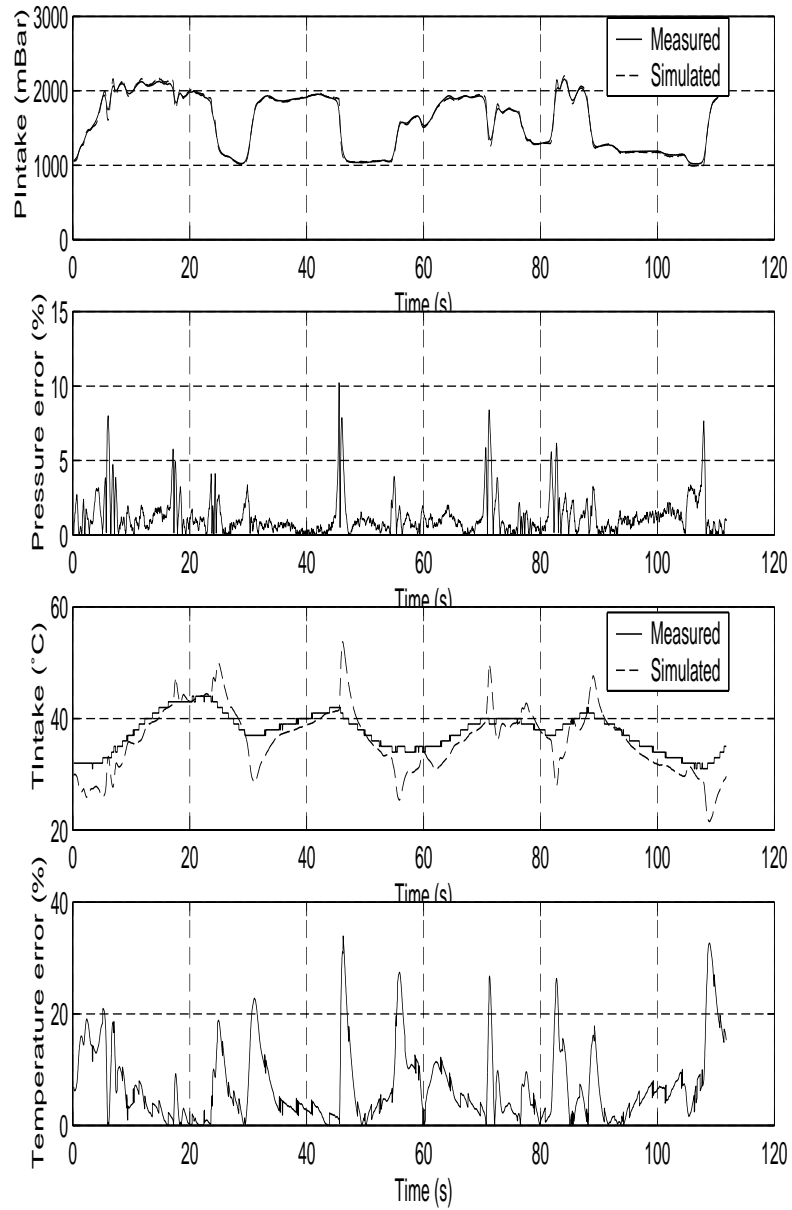 PIntake (mBar)
3000
2000
1000
0
0 20 40 60 80 100 120
Time (s)
Measured
Simulated
Pressure error (%)
15
10
5
0
0 20 40 60 80 100 120
Time (s)
TIntake (°C)
60
40
20
0 20 40 60 80 100 120
Time (s)
Measured
Simulated
Temperature error (%)
40
20
0
0 20 40 60 80 100 120
Time (s)